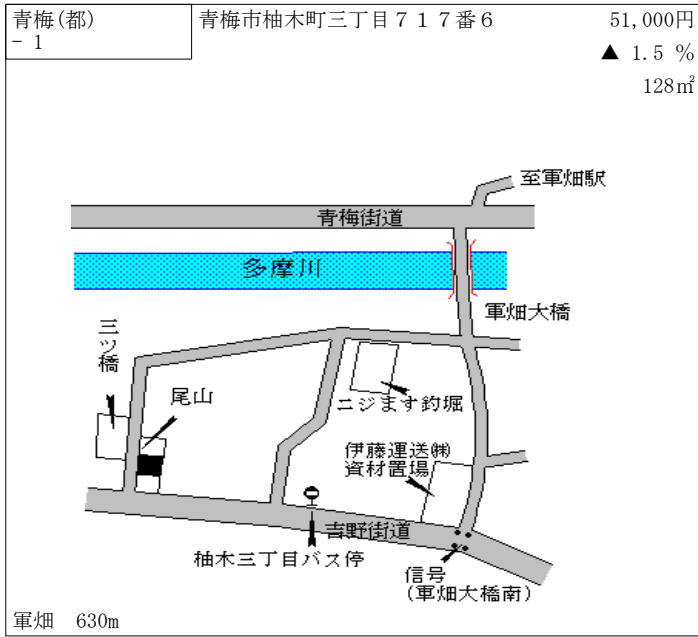 青梅(都)
- 1
青梅市柚木町三丁目７１７番６
51,000円
▲ 1.5 %
128㎡
至軍畑駅
青梅街道
多摩川
軍畑大橋
三ツ橋
尾山
ニジます釣堀
伊藤運送㈱
資材置場
吉野街道
柚木三丁目バス停
信号
(軍畑大橋南)
軍畑　630m